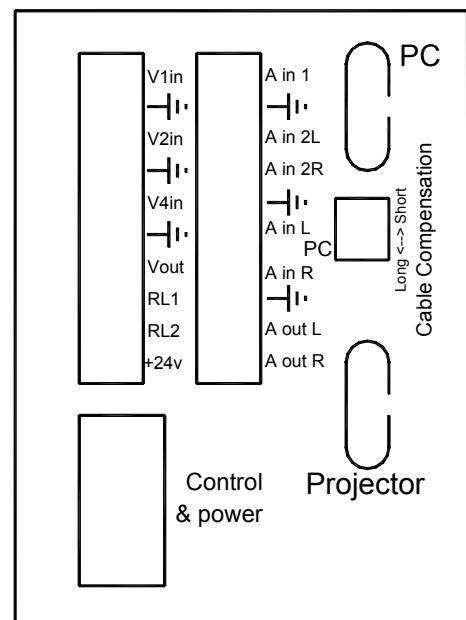 V1in
V2in
V4in
Vout
RL1
RL2
+24v
A in 1
A in 2L
A in 2R
A in L
A in R
A out L
A out R
PC
PC
Long <---> Short
Cable Compensation
Control
& power
Projector